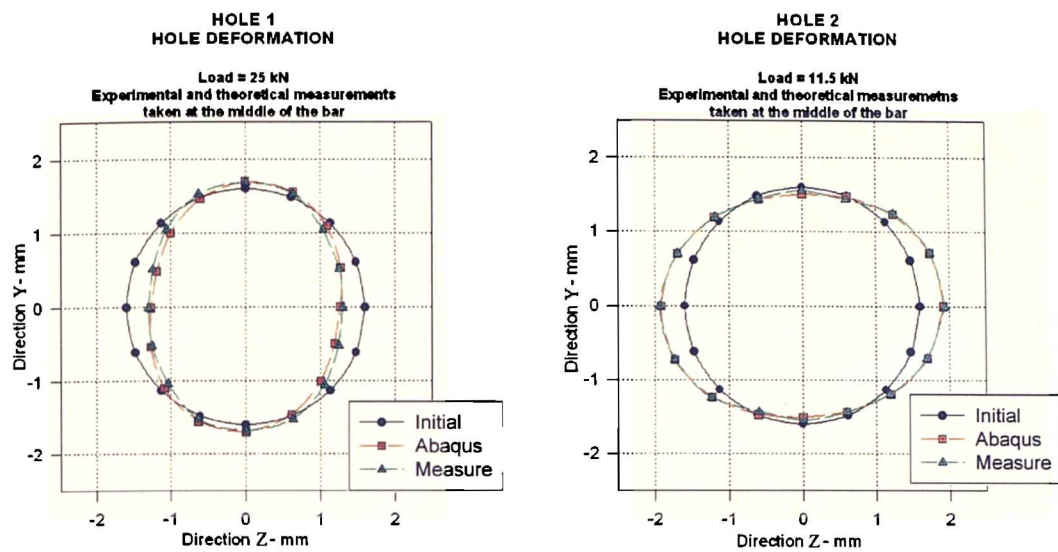 HOLE 1
HOLE DEFORMATION
Load = 25 kN
Experimental and theoretical measurements
taken at the middle of the bar
2
1
0
-1
-2
Direction Y - mm
-2
-1
0
1
2
Direction Z - mm
Initial
Abaqus
Measure
HOLE 2
HOLE DEFORMATION
Load = 11.5 kN
Experimental and theoretical measuremetns
taken at the middle of the bar
2
1
0
-1
-2
Direction Y - mm
-2
-1
0
1
2
Direction Z - mm
Initial
Abaqus
Measure